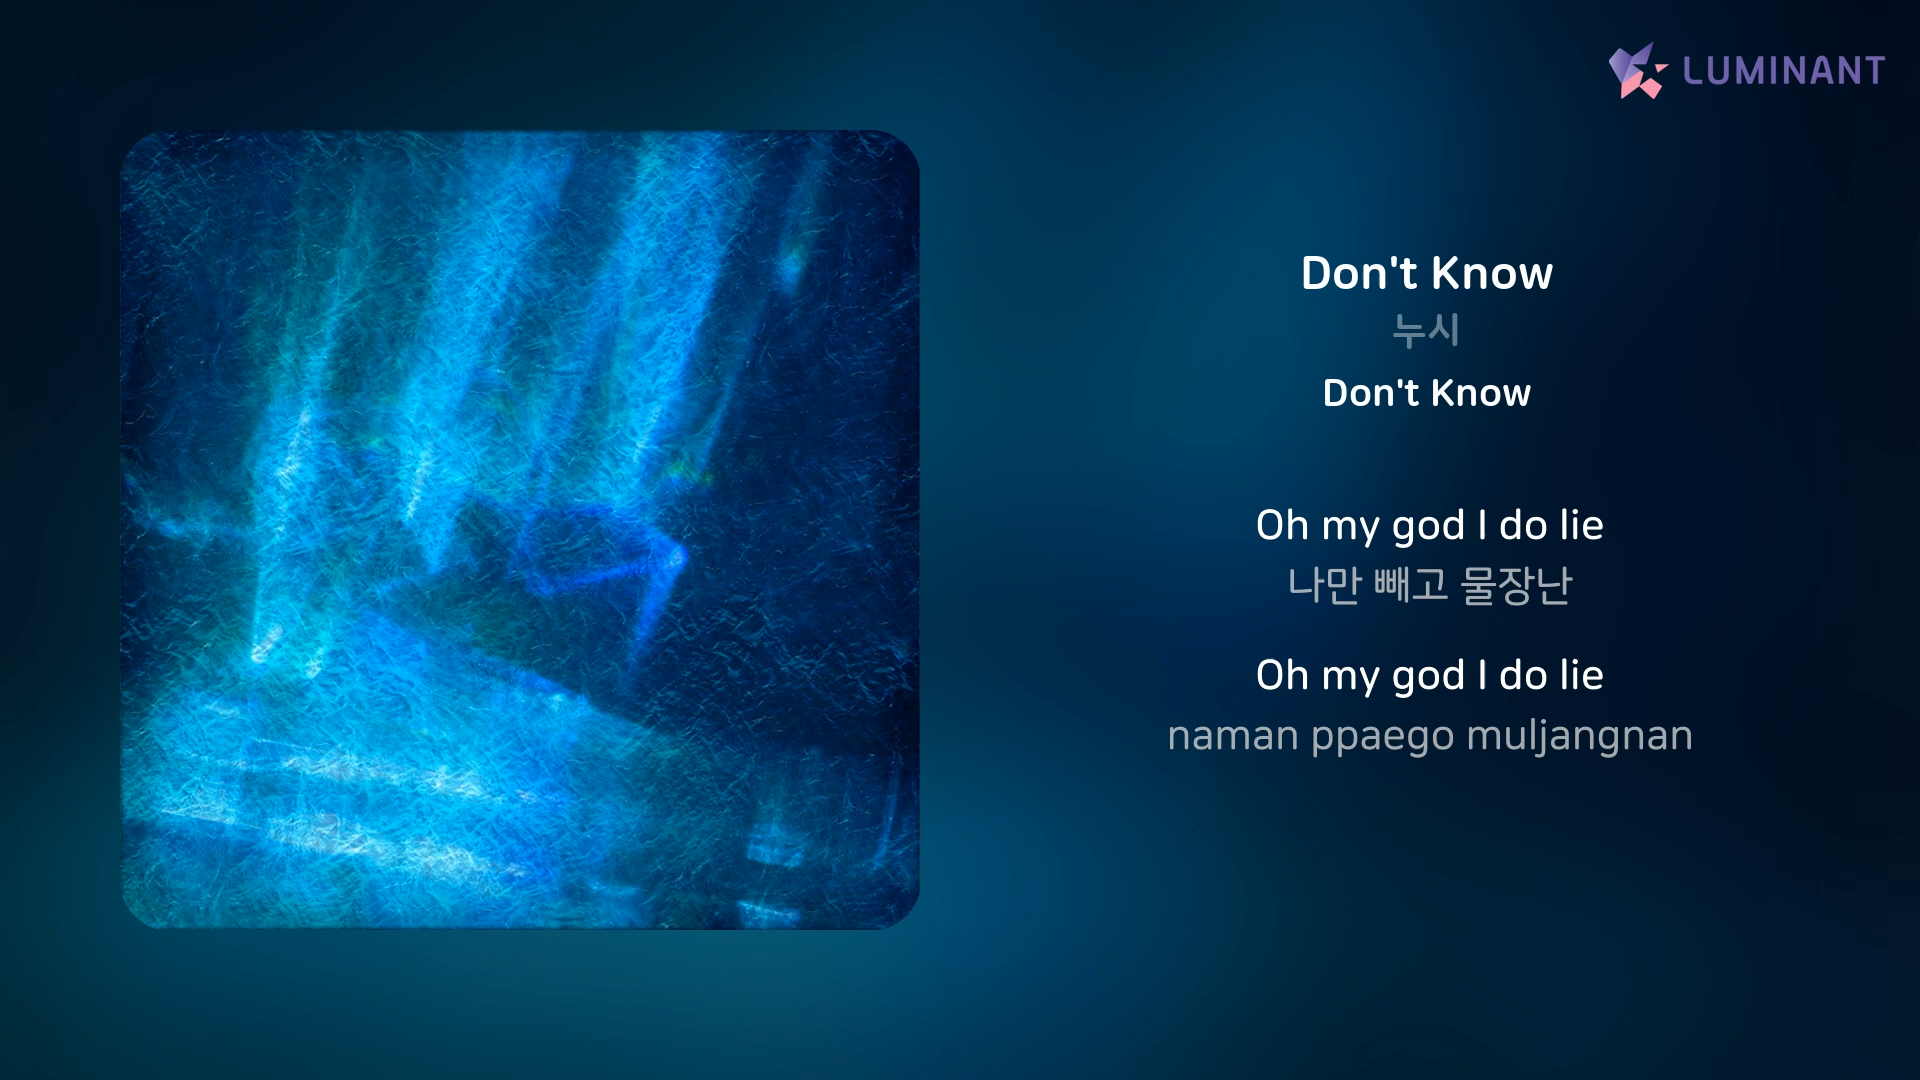 LUMINANT
Don't Know
누시
Don't Know
Oh my god I do lie
나만 빼고 물장난
Oh my god I do lie
naman ppaego muljangnan